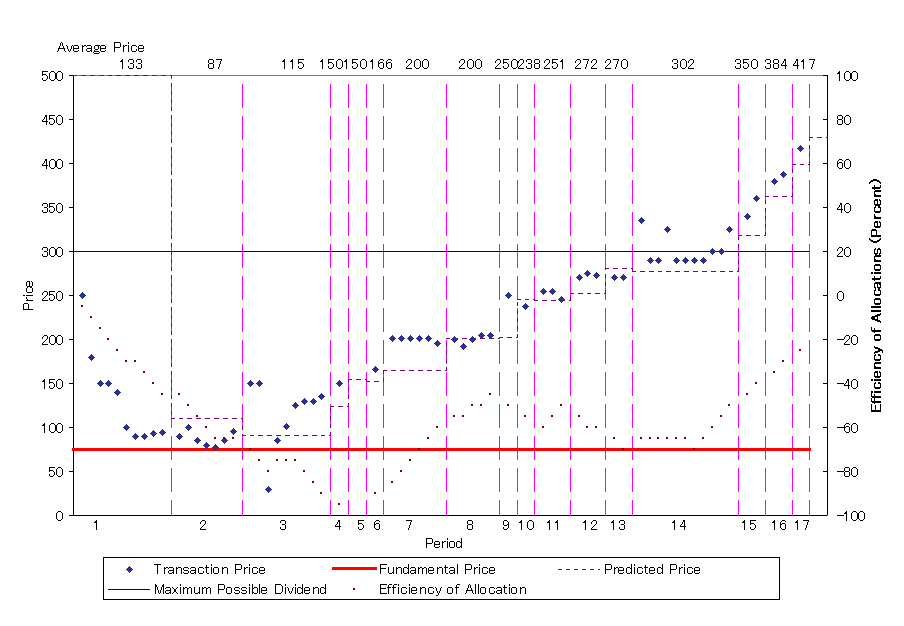 Average Price
133 87 115 150 150 166 200 200 250 238 251 272 270 302 350 384 417
500 100
450 80
400 60
350 40
300 20
250 0
200 -20
150 -40
100 -60
50 -80
0 -100
Price
Efficiency of Allocations (Percent)
1 2 3 4 5 6 7 8 9 10 11 12 13 14 15 16 17
Period
Transaction Price Fundamental Price Predicted Price
Maximum Possible Dividend Efficiency of Allocation